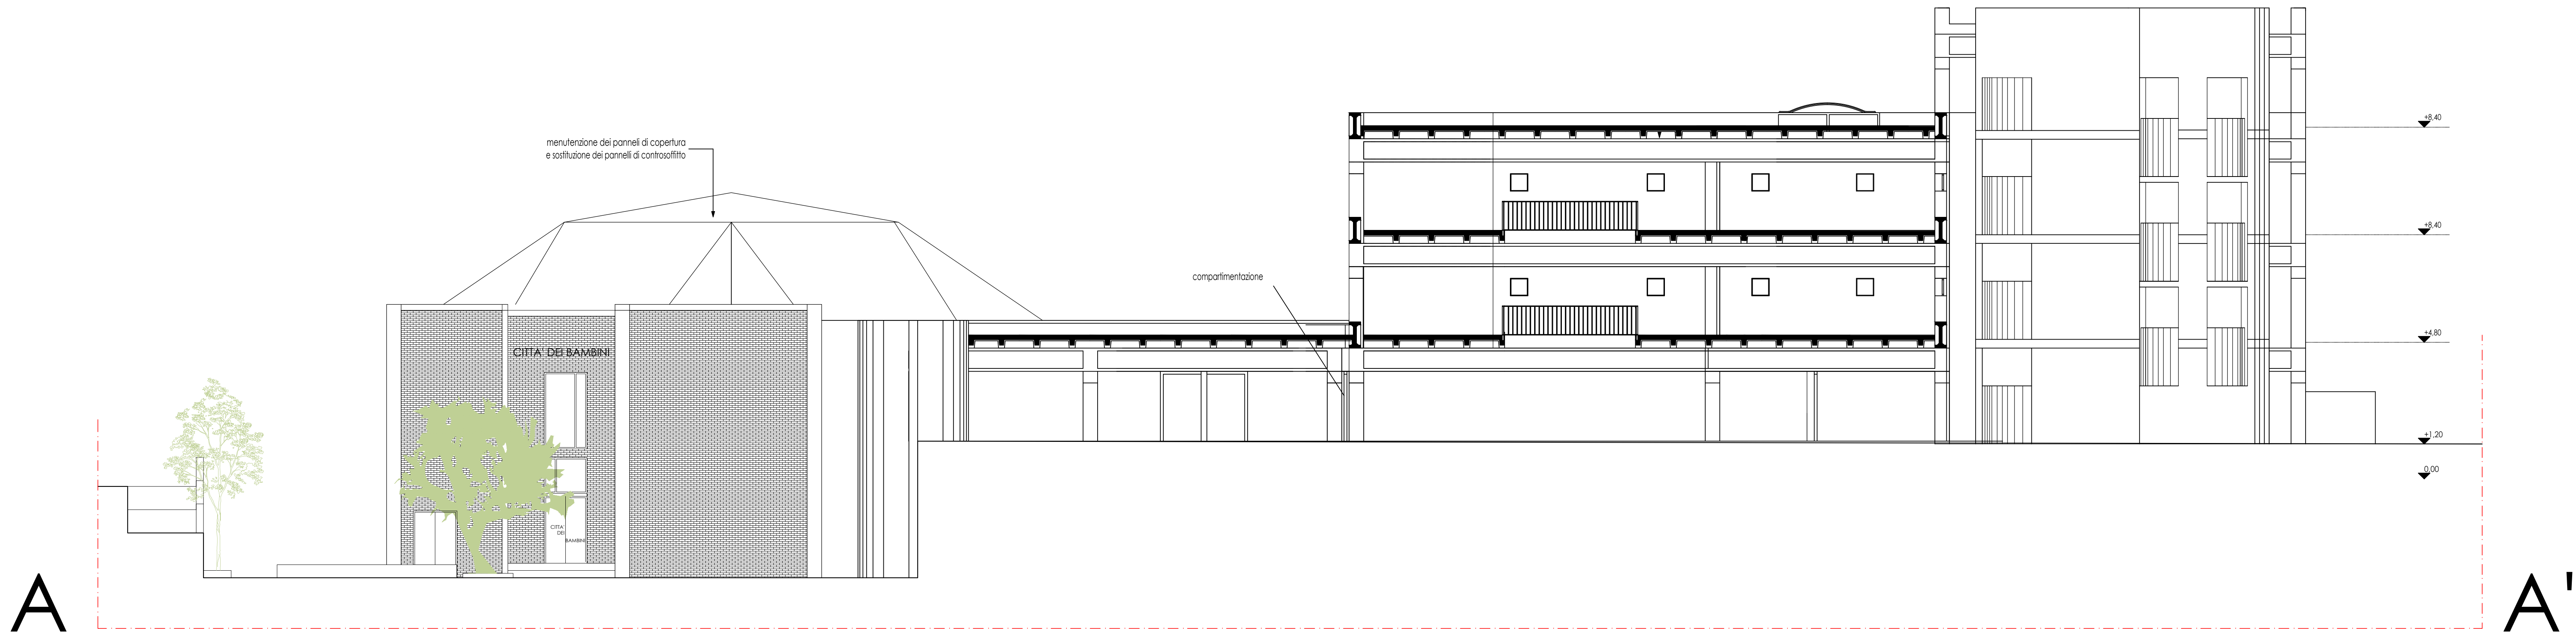 menutenzione dei panneli di copertura
e sostituzione dei pannelli di controsoffitto
compartimentazione
CITTA' DEI BAMBINI
CITTA'
DEI
BAMBINI
+8,40
+8,40
+4,80
+1,20
0,00
A
A'